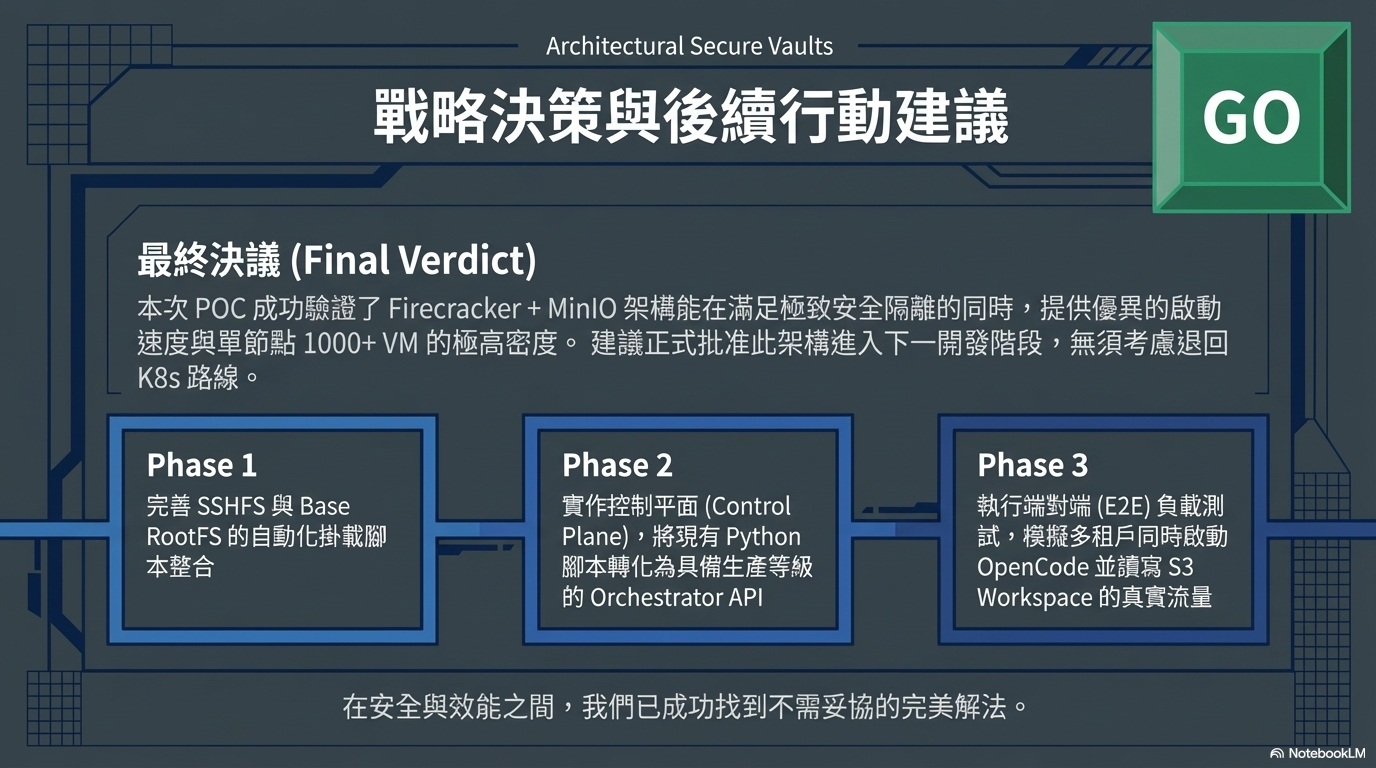 Architectural Secure Vaults
戰略決策與後續行動建議
GO
最終決議 (Final Verdict)
本次 POC 成功驗證了 Firecracker + MinIO 架構能在滿足極致安全隔離的同時，提供優異的啟動
速度與單節點 1000+ VM 的極高密度。 建議正式批准此架構進入下一開發階段，無須考慮退回
K8s 路線。
Phase 1
完善 SSHFS 與 Base
RootFS 的自動化掛載腳
本整合
Phase 2
實作控制平面 (Control
Plane)，將現有 Python
腳本轉化為具備生產等級
的 Orchestrator API
Phase 3
執行端對端 (E2E) 負載測
試，模擬多租戶同時啟動
OpenCode 並讀寫 S3
Workspace 的真實流量
在安全與效能之間，我們已成功找到不需妥協的完美解法。
NotebookLM